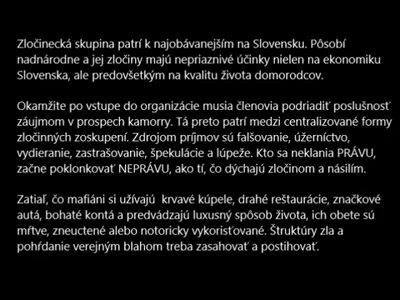 Zločinecká skupina patrí k najobávanejším na Slovensku. Pôsobí
nadnárodne a jej zločiny majú nepriaznivé účinky nielen na ekonomiku
Slovenska, ale predovšetkým na kvalitu života domorodcov.
Okamžite po vstupe do organizácie musia členovia podriadiť poslušnosť
záujmom v prospech kamorry. Tá preto patrí medzi centralizované formy
zločinných zoskupení. Zdrojom príjmov sú falšovanie, úžerníctvo,
vydieranie, zastrašovanie, špekulácie a lúpeže. Kto sa neklania PRÁVU,
začne poklonkovať NEPRÁVU, ako tí, čo dýchajú zločinom a násilím.
Zatiaľ, čo mafiáni si užívajú krvavé kúpele, drahé reštaurácie, značkové
autá, bohaté kontá a predvádzajú luxusný spôsob života, ich obete sú
mŕtve, zneuctené alebo notoricky vykorisťované. Štruktúry zla a
pohŕdanie verejným blahom treba zasahovať a postihovať.